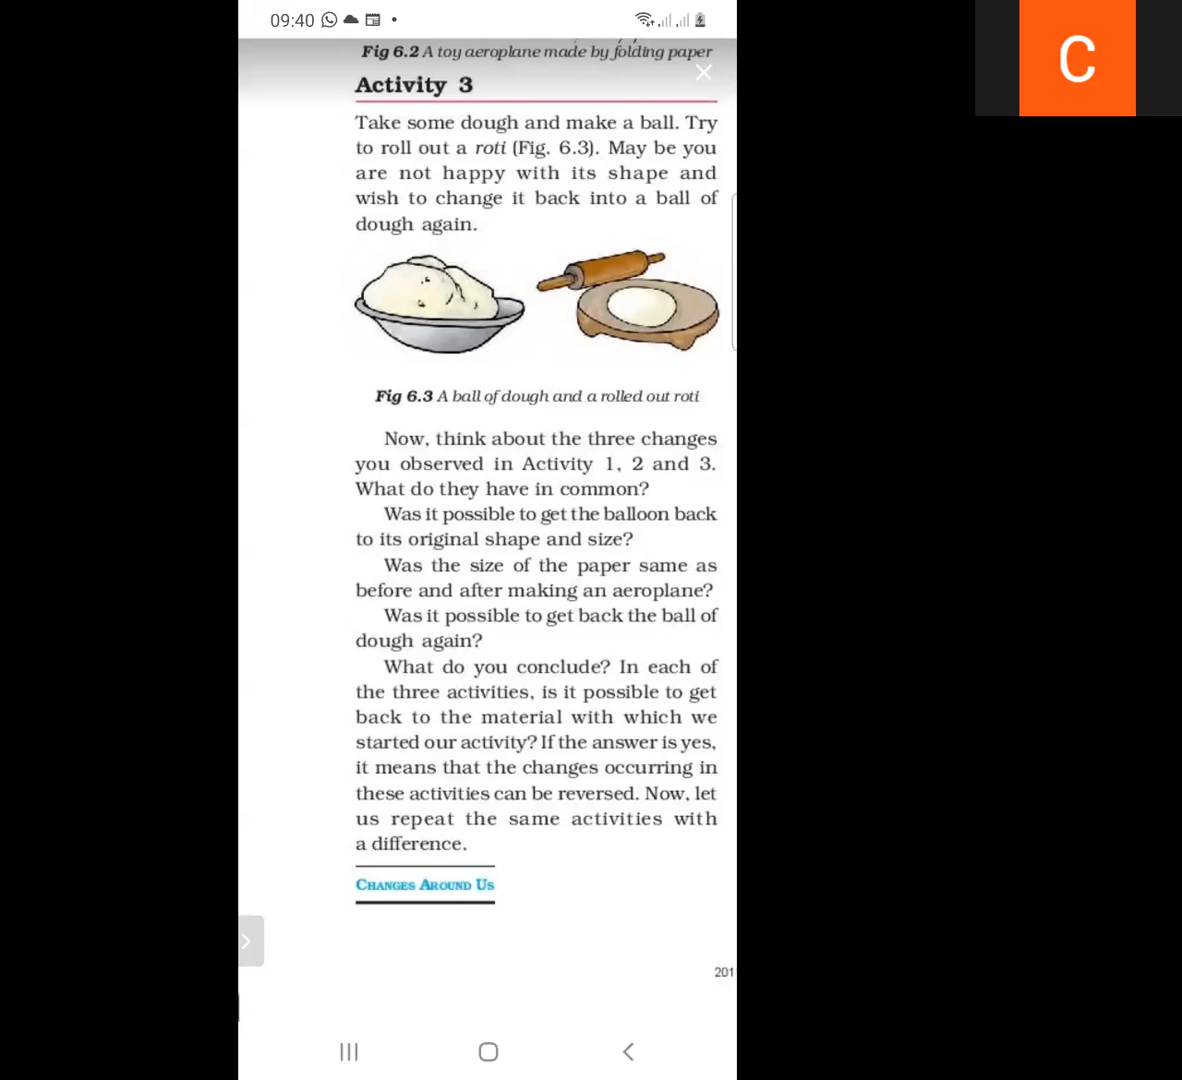 09:40
C
Fig 6.2 A toy aeroplane made by folding paper
Activity 3
Take some dough and make a ball. Try
to roll out a roti (Fig. 6.3). May be you
are not happy with its shape and
wish to change it back into a ball of
dough again.
Fig 6.3 A ball of dough and a rolled out roti
Now, think about the three changes
you observed in Activity 1, 2 and 3.
What do they have in common?
Was it possible to get the balloon back
to its original shape and size?
Was the size of the paper same as
before and after making an aeroplane?
Was it possible to get back the ball of
dough again?
What do you conclude? In each of
the three activities, is it possible to get
back to the material with which we
started our activity? If the answer is yes,
it means that the changes occurring in
these activities can be reversed. Now, let
us repeat the same activities with
a difference.
CHANGES AROUND US
201